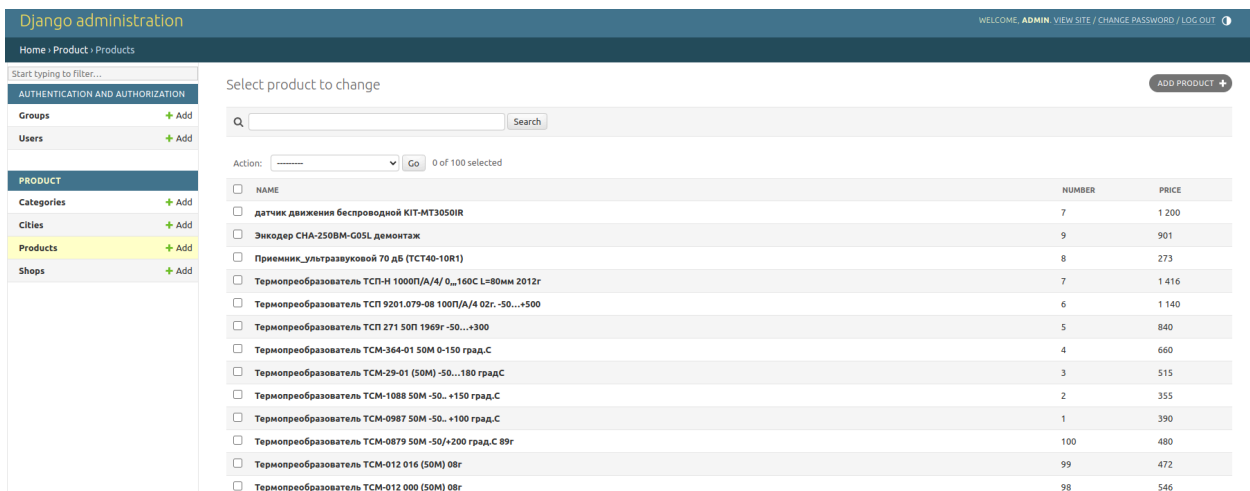 Django administration
WELCOME, ADMIN. VIEW SITE / CHANGE PASSWORD / LOG OUT
Home › Product › Products
Start typing to filter...
AUTHENTICATION AND AUTHORIZATION
Groups + Add
Users + Add
PRODUCT
Categories + Add
Cities + Add
Products + Add
Shops + Add
Select product to change
ADD PRODUCT +
Search
Action: --------- Go 0 of 100 selected
NAME NUMBER PRICE
датчик движения беспроводной KIT-MT3050IR 7 1 200
Энкодер CHA-250BM-G05L демонтаж 9 901
Приемник_ультразвуковой 70 дБ (TCT40-10R1) 8 273
Термопреобразователь ТСП-Н 1000П/А/4/ 0,,,160С L=80мм 2012г 7 1 416
Термопреобразователь ТСП 9201.079-08 100П/А/4 02г. -50...+500 6 1 140
Термопреобразователь ТСП 271 50П 1969г -50...+300 5 840
Термопреобразователь ТСМ-364-01 50М 0-150 град.С 4 660
Термопреобразователь ТСМ-29-01 (50М) -50...180 градС 3 515
Термопреобразователь ТСМ-1088 50М -50.. +150 град.С 2 355
Термопреобразователь ТСМ-0987 50М -50.. +100 град.С 1 390
Термопреобразователь ТСМ-0879 50М -50/+200 град.С 89г 100 480
Термопреобразователь ТСМ-012 016 (50М) 08г 99 472
Термопреобразователь ТСМ-012 000 (50М) 08г 98 546